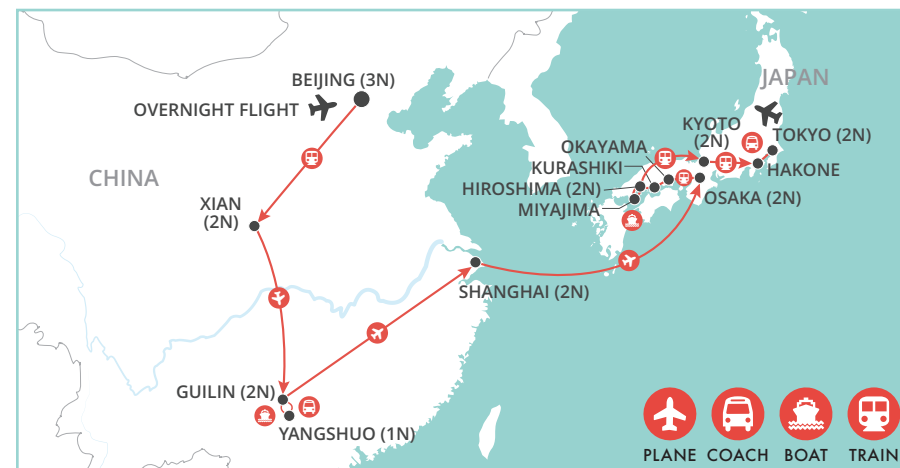 BEIJING (3N)
OVERNIGHT FLIGHT
JAPAN
CHINA
KYOTO
(2N)
TOKYO (2N)
OKAYAMA
KURASHIKI
HAKONE
HIROSHIMA (2N)
MIYAJIMA
OSAKA (2N)
XIAN
(2N)
SHANGHAI (2N)
GUILIN (2N)
YANGSHUO (1N)
PLANE
COACH
BOAT
TRAIN